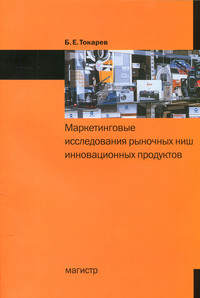 Б. Е. Токарев
Маркетинговые
исследования рыночных ниш
инновационных продуктов
магистр